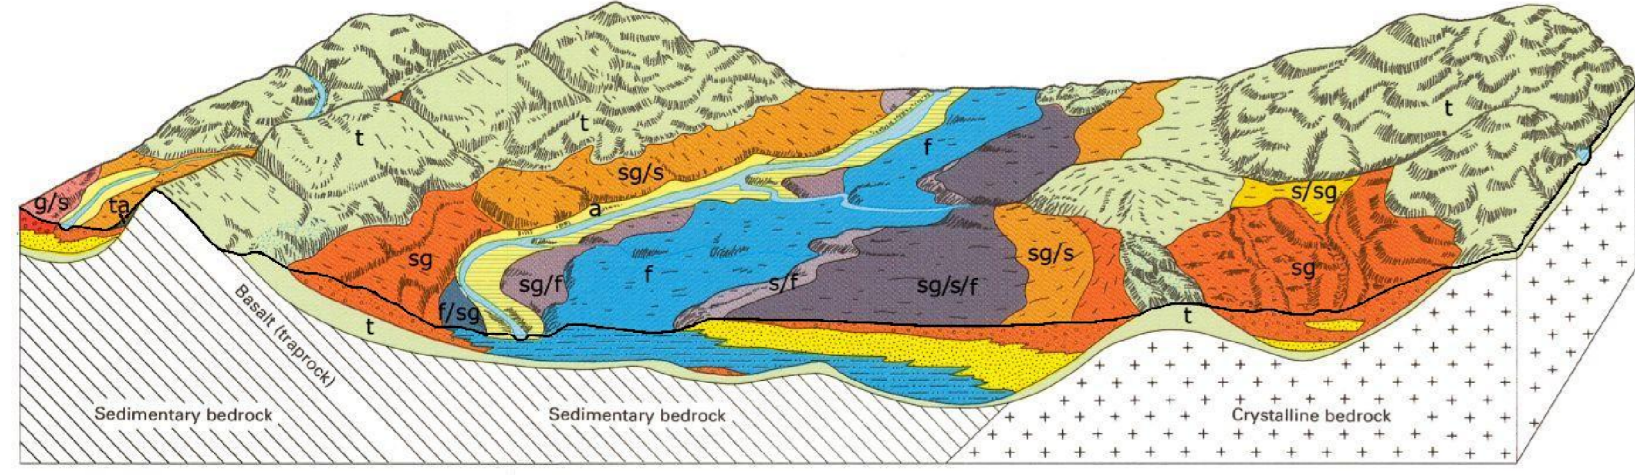 t
t
t
f
sg/s
s/sg
g/s
ta
a
sg
sg/f
f
s/f
sg/s/f
sg/s
sg
f/sg
t
t
Basalt (traprock)
Sedimentary bedrock
Sedimentary bedrock
Crystalline bedrock